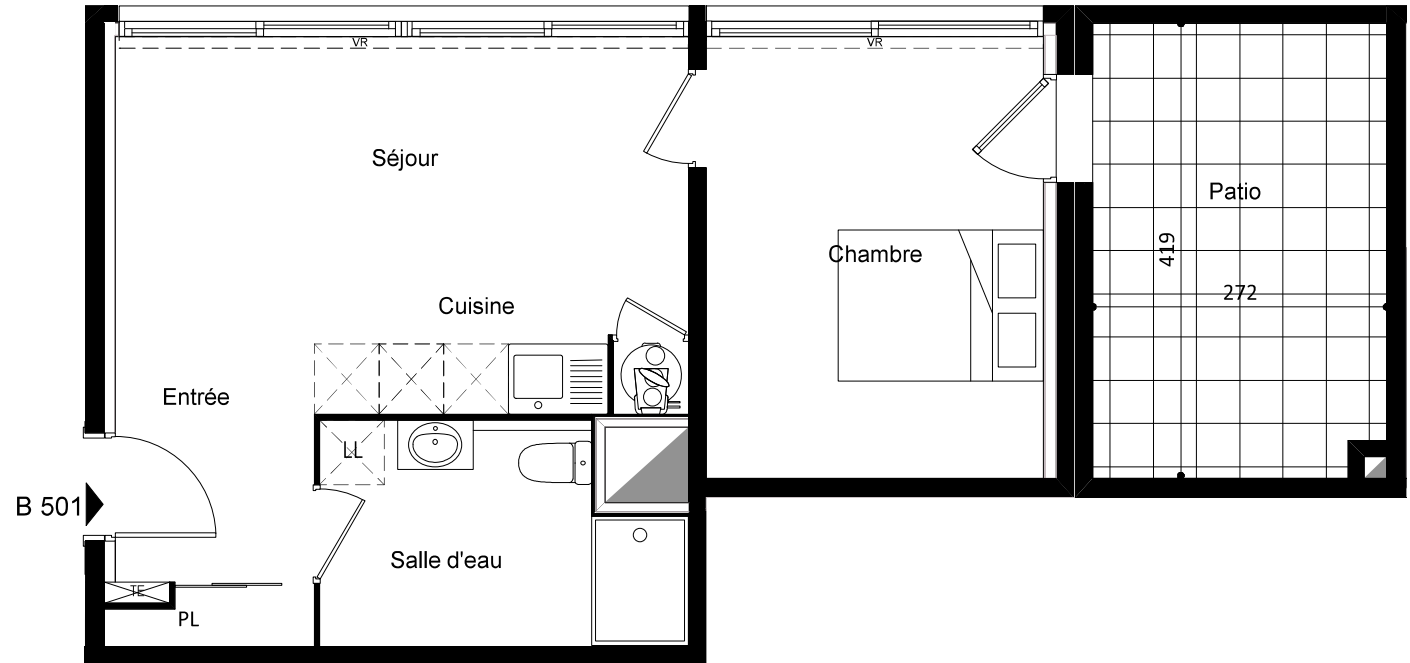 VR
VR
Séjour
Patio
419
Chambre
272
Cuisine
Entrée
LL
B 501
Salle d'eau
TE
PL